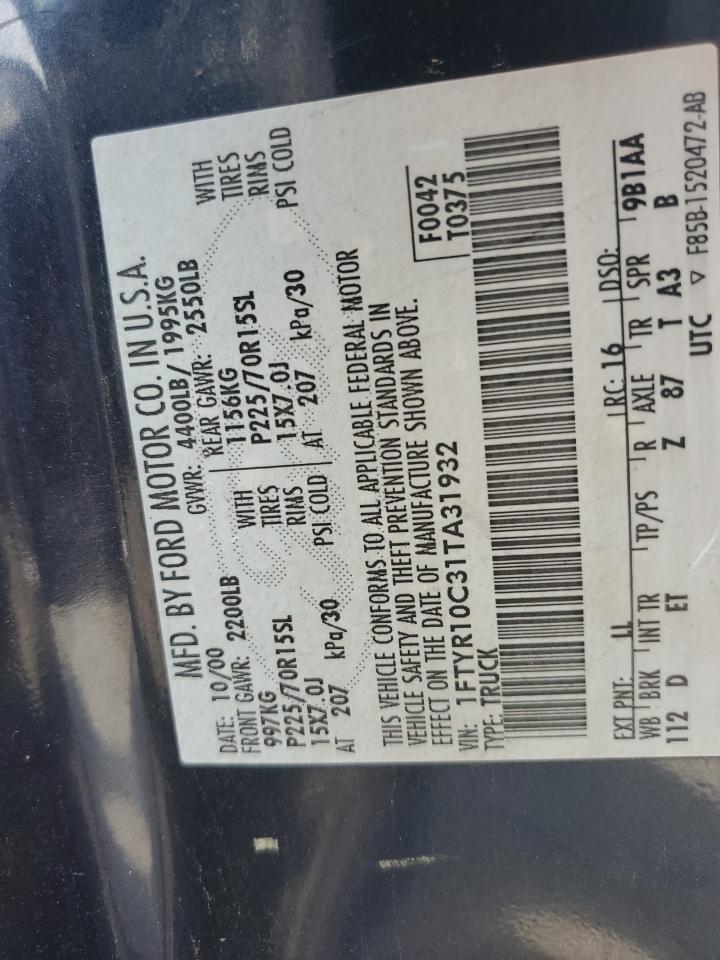 MFD. BY FORD MOTOR CO. IN U.S.A.
DATE: 10/00 GVWR: 4400LB/ 1995KG
FRONT GAWR: 2200LB REAR GAWR: 2550LB
997KG WITH 1156KG WITH
P225/70R15SL TIRES P225/70R15SL TIRES
15X7.0J RIMS 15X7.0J RIMS
AT 207 kPa/30 PSI COLD AT 207 kPa/30 PSI COLD
THIS VEHICLE CONFORMS TO ALL APPLICABLE FEDERAL MOTOR
VEHICLE SAFETY AND THEFT PREVENTION STANDARDS IN
EFFECT ON THE DATE OF MANUFACTURE SHOWN ABOVE.
VIN: 1FTYR10C31TA31932 F0042
TYPE: TRUCK T0375
EXT PNT: LL RC: 16 DSO:
WB BRK INT TR TP/PS R AXLE TR SPR 9B1AA
112 D ET Z 87 T A3 B
UTC ▽ F85B-1520472-AB